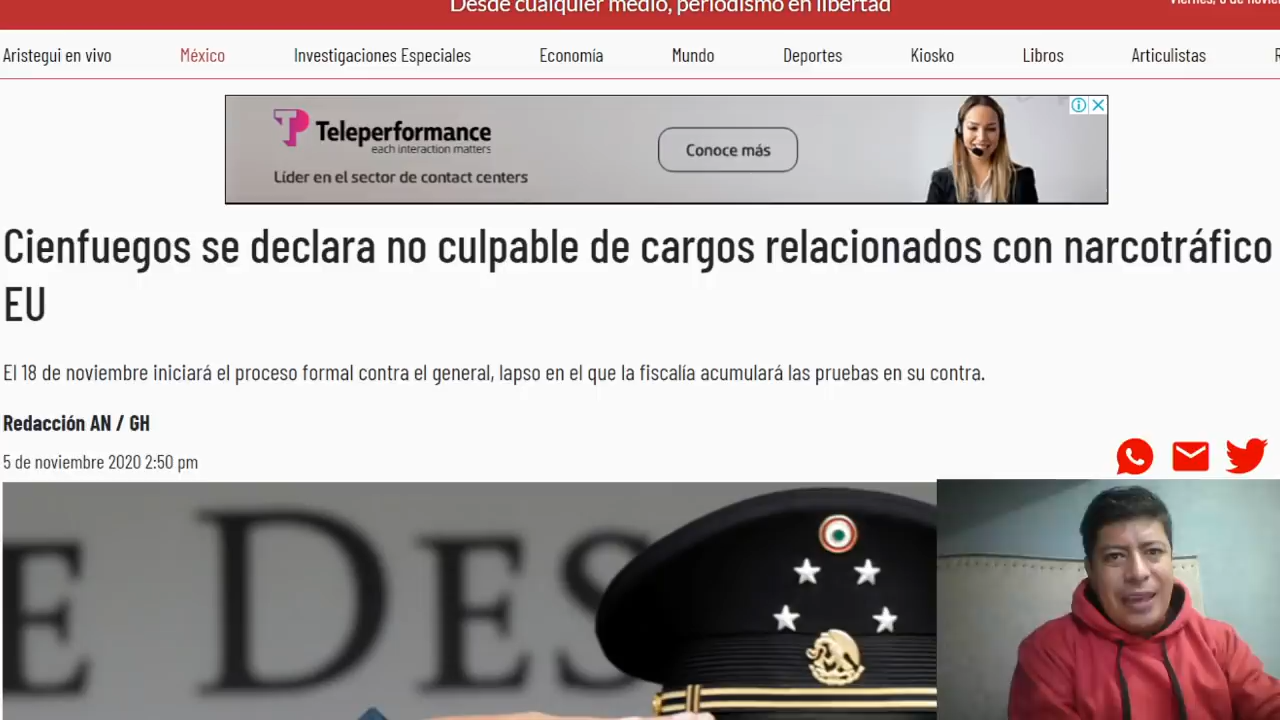 Desde cualquier medio, periodismo en libertad
Aristegui en vivo México Investigaciones Especiales Economía Mundo Deportes Kiosko Libros Articulistas
Teleperformance
each interaction matters
Líder en el sector de contact centers
Conoce más
Cienfuegos se declara no culpable de cargos relacionados con narcotráfico
EU
El 18 de noviembre iniciará el proceso formal contra el general, lapso en el que la fiscalía acumulará las pruebas en su contra.
Redacción AN / GH
5 de noviembre 2020 2:50 pm
E DES